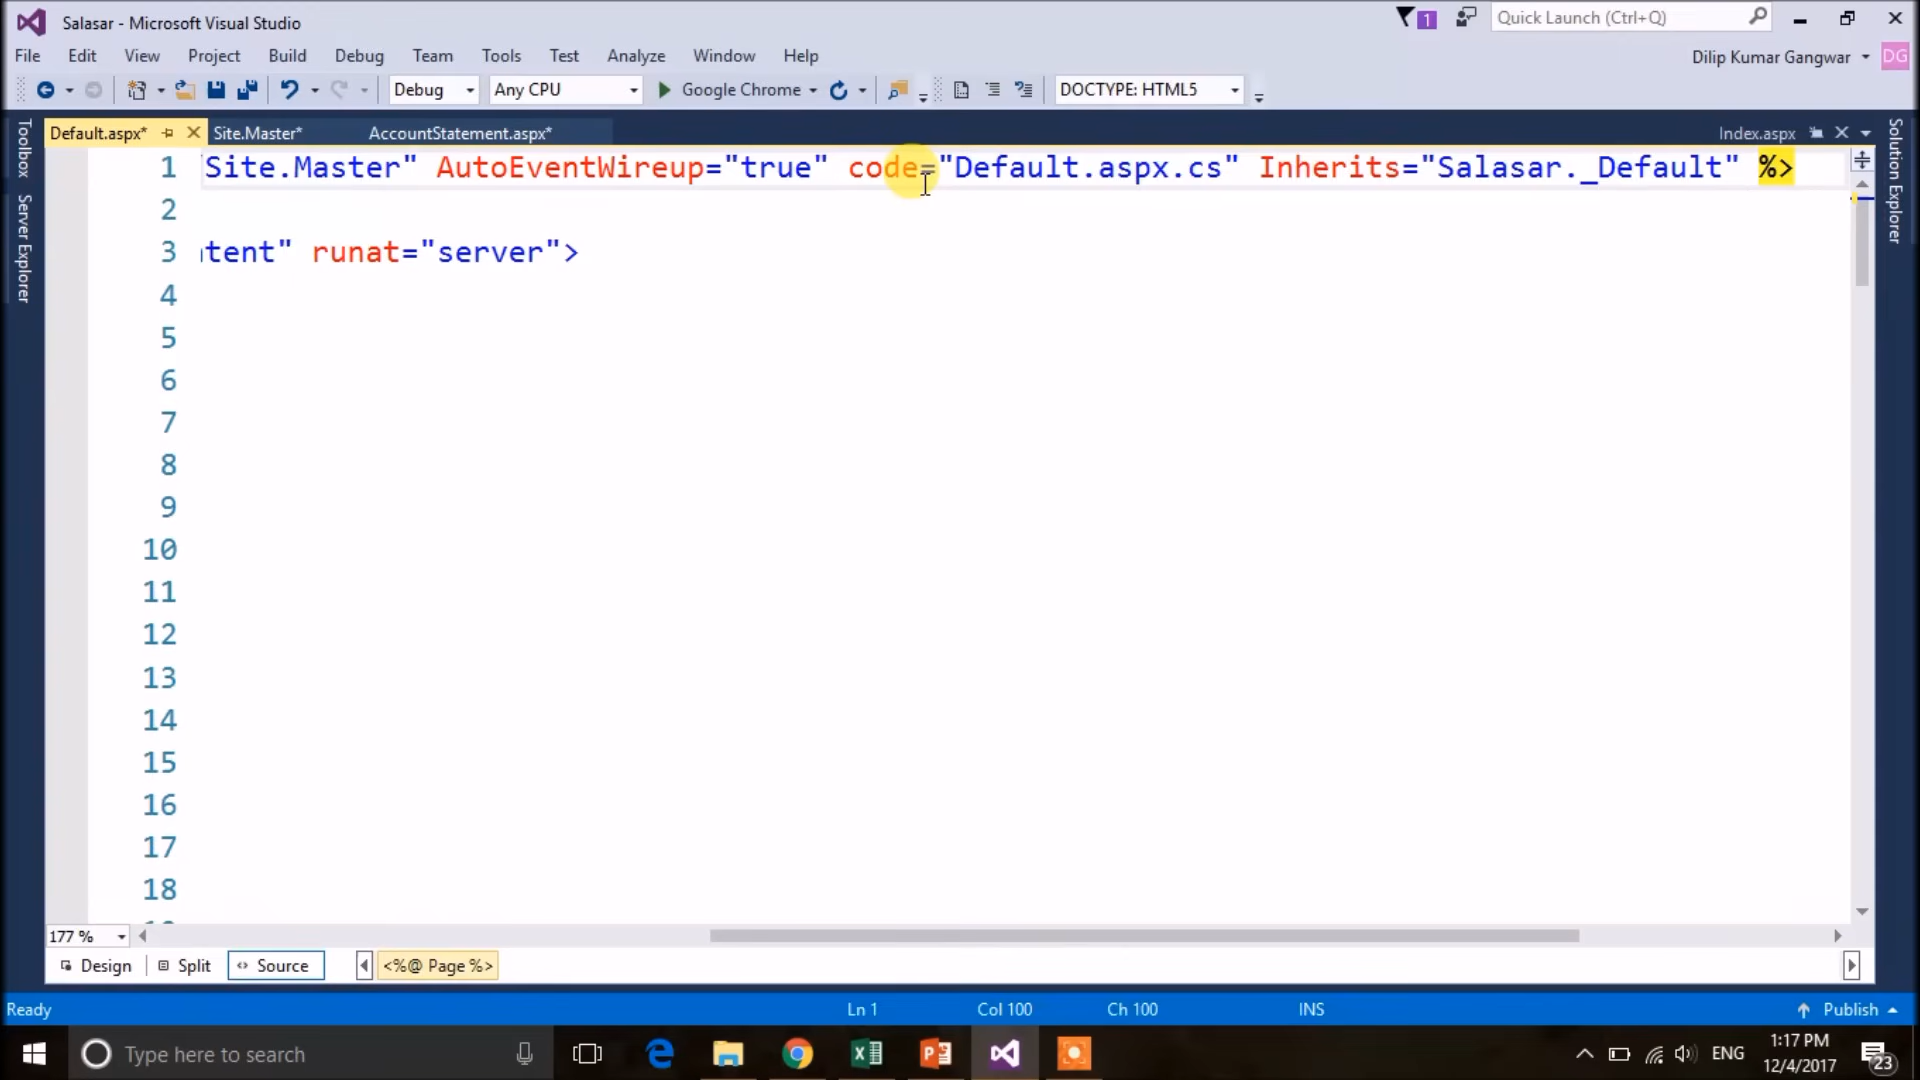 Salasar - Microsoft Visual Studio
1
Quick Launch (Ctrl+Q)
File Edit View Project Build Debug Team Tools Test Analyze Window Help
Dilip Kumar Gangwar DG
Debug Any CPU Google Chrome DOCTYPE: HTML5
Toolbox
Server Explorer
Default.aspx* Site.Master* AccountStatement.aspx* Index.aspx
Solution Explorer
1 Site.Master" AutoEventWireup="true" code="Default.aspx.cs" Inherits="Salasar._Default" %>
2
3 tent" runat="server">
4
5
6
7
8
9
10
11
12
13
14
15
16
17
18
177 %
Design Split Source <%@ Page %>
Ready Ln 1 Col 100 Ch 100 INS Publish
Type here to search
ENG
1:17 PM
12/4/2017
23